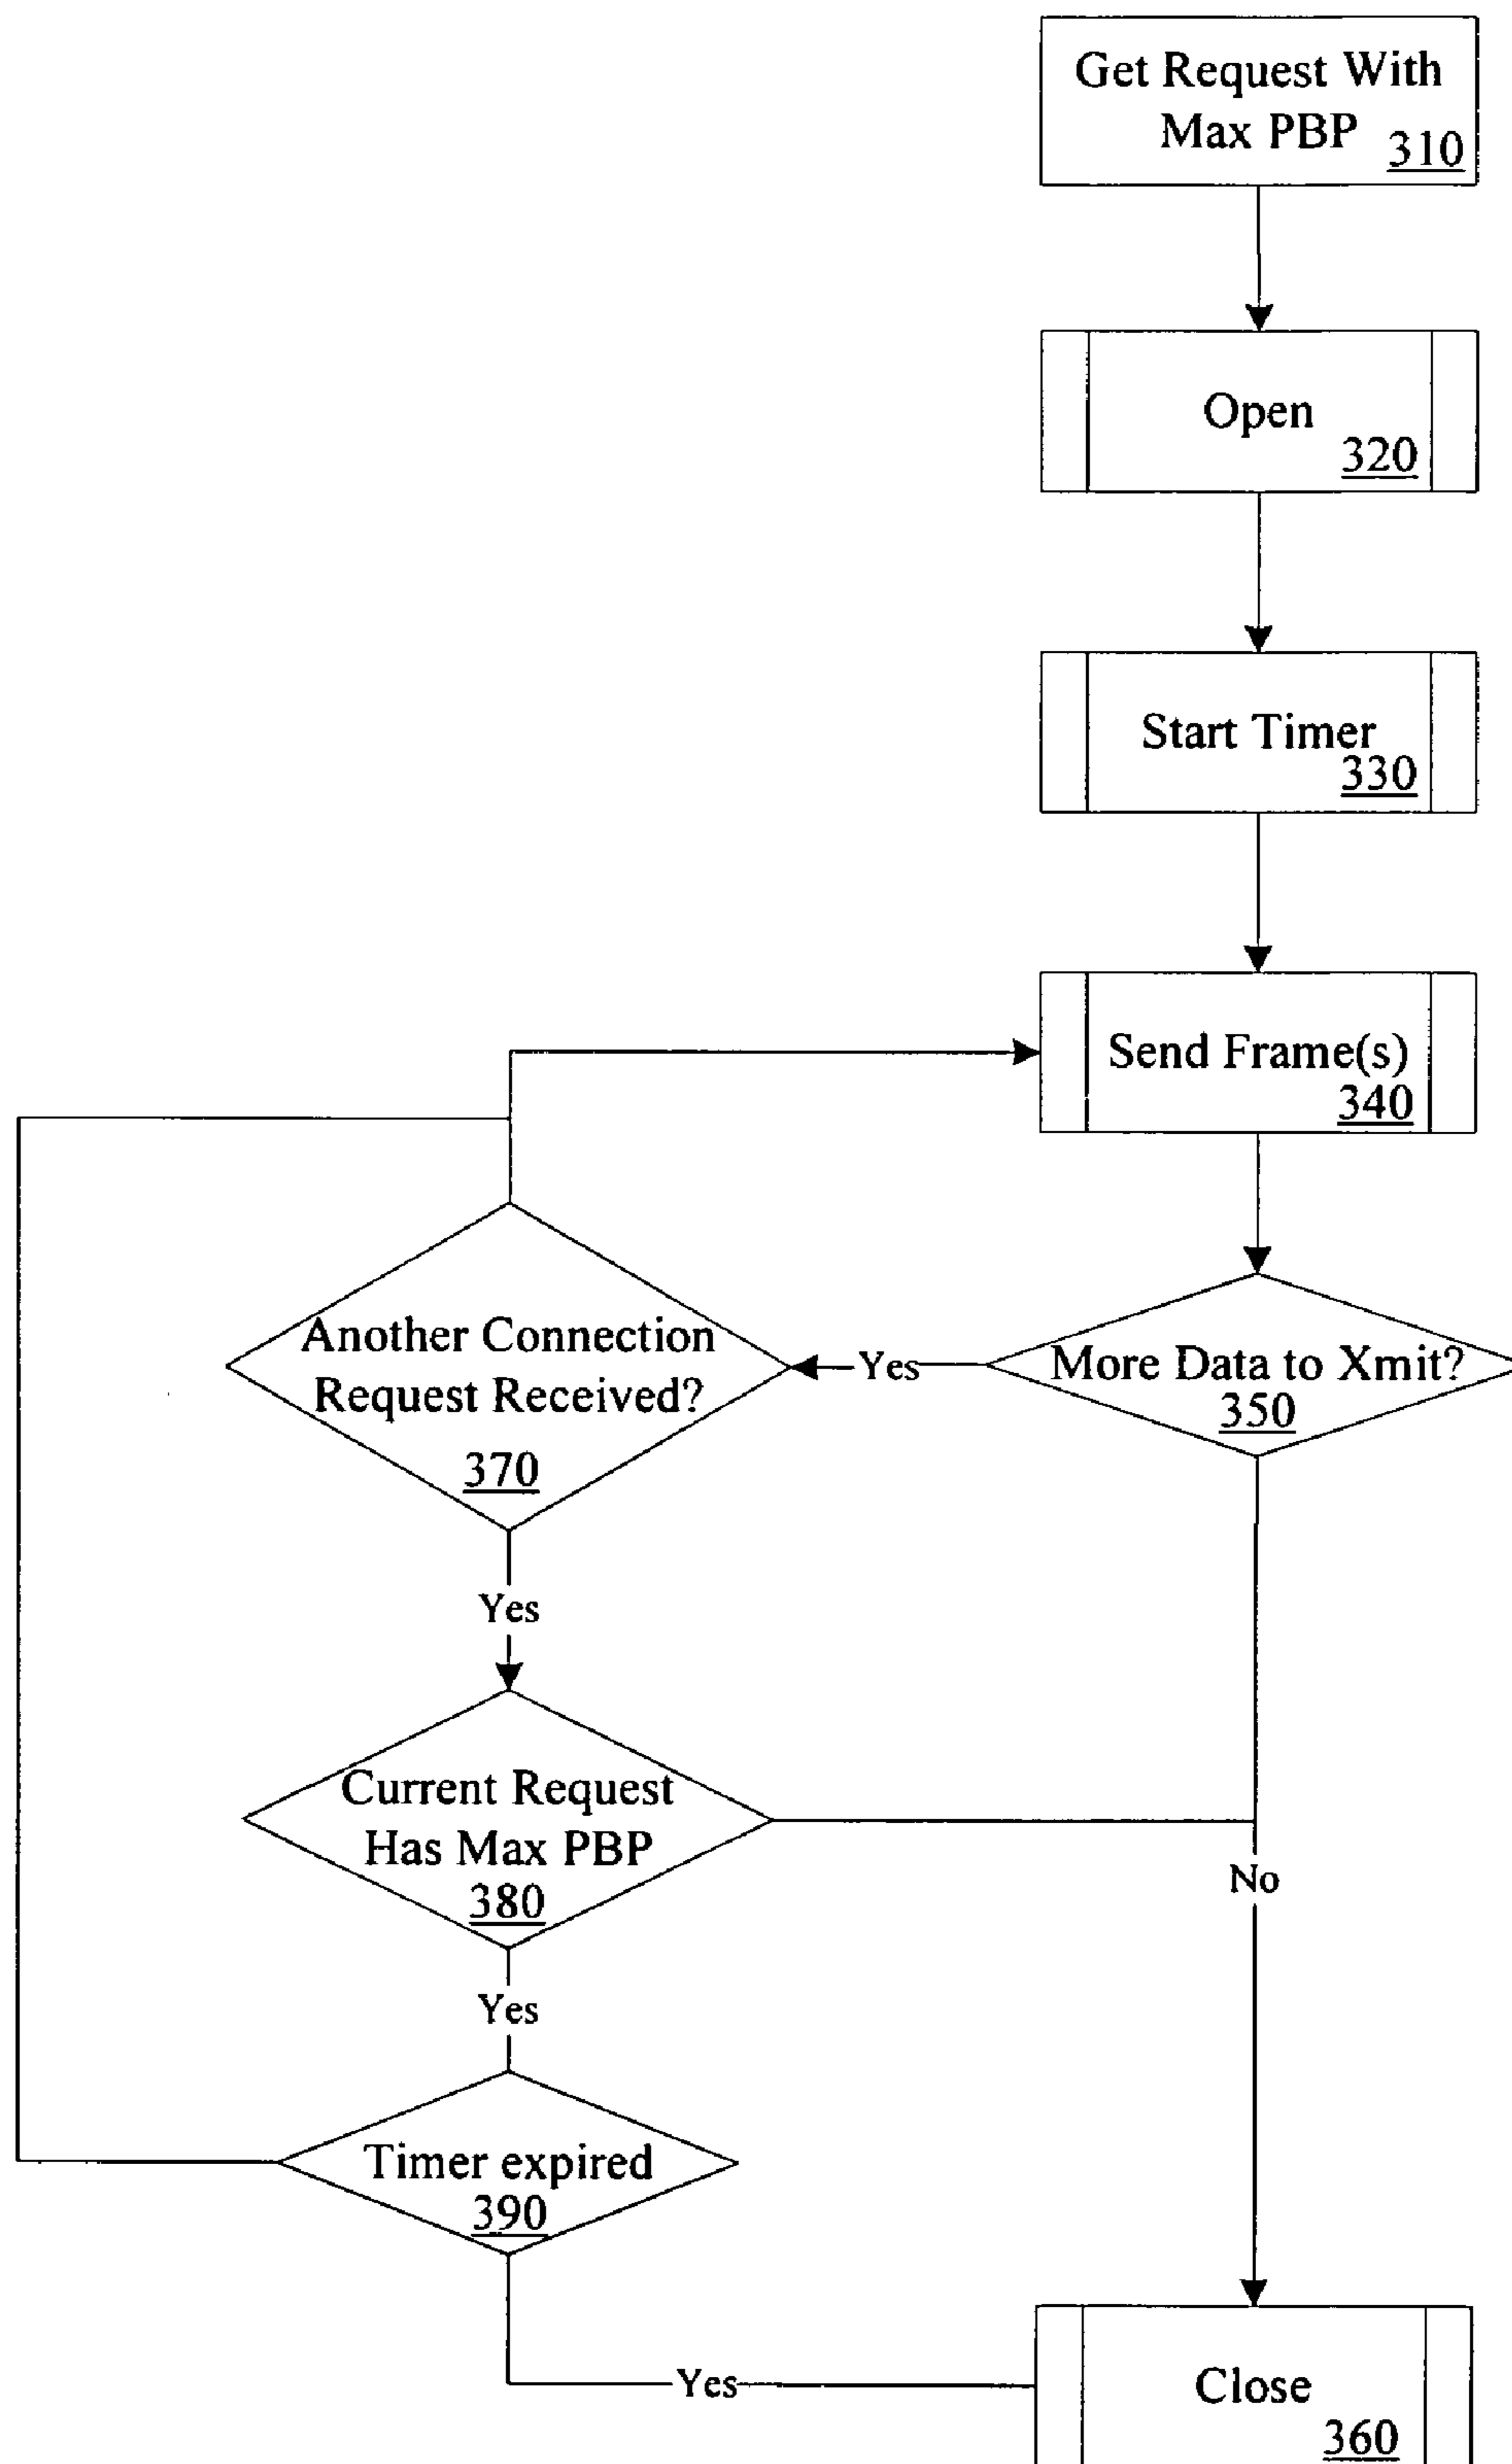 Get Request With
Max PBP 310
Open
320
Start Timer
330
Send Frame(s)
340
More Data to Xmit?
350
Yes
Another Connection
Request Received?
370
Yes
Current Request
Has Max PBP
380
No
Yes
Timer expired
390
Yes
Close
360